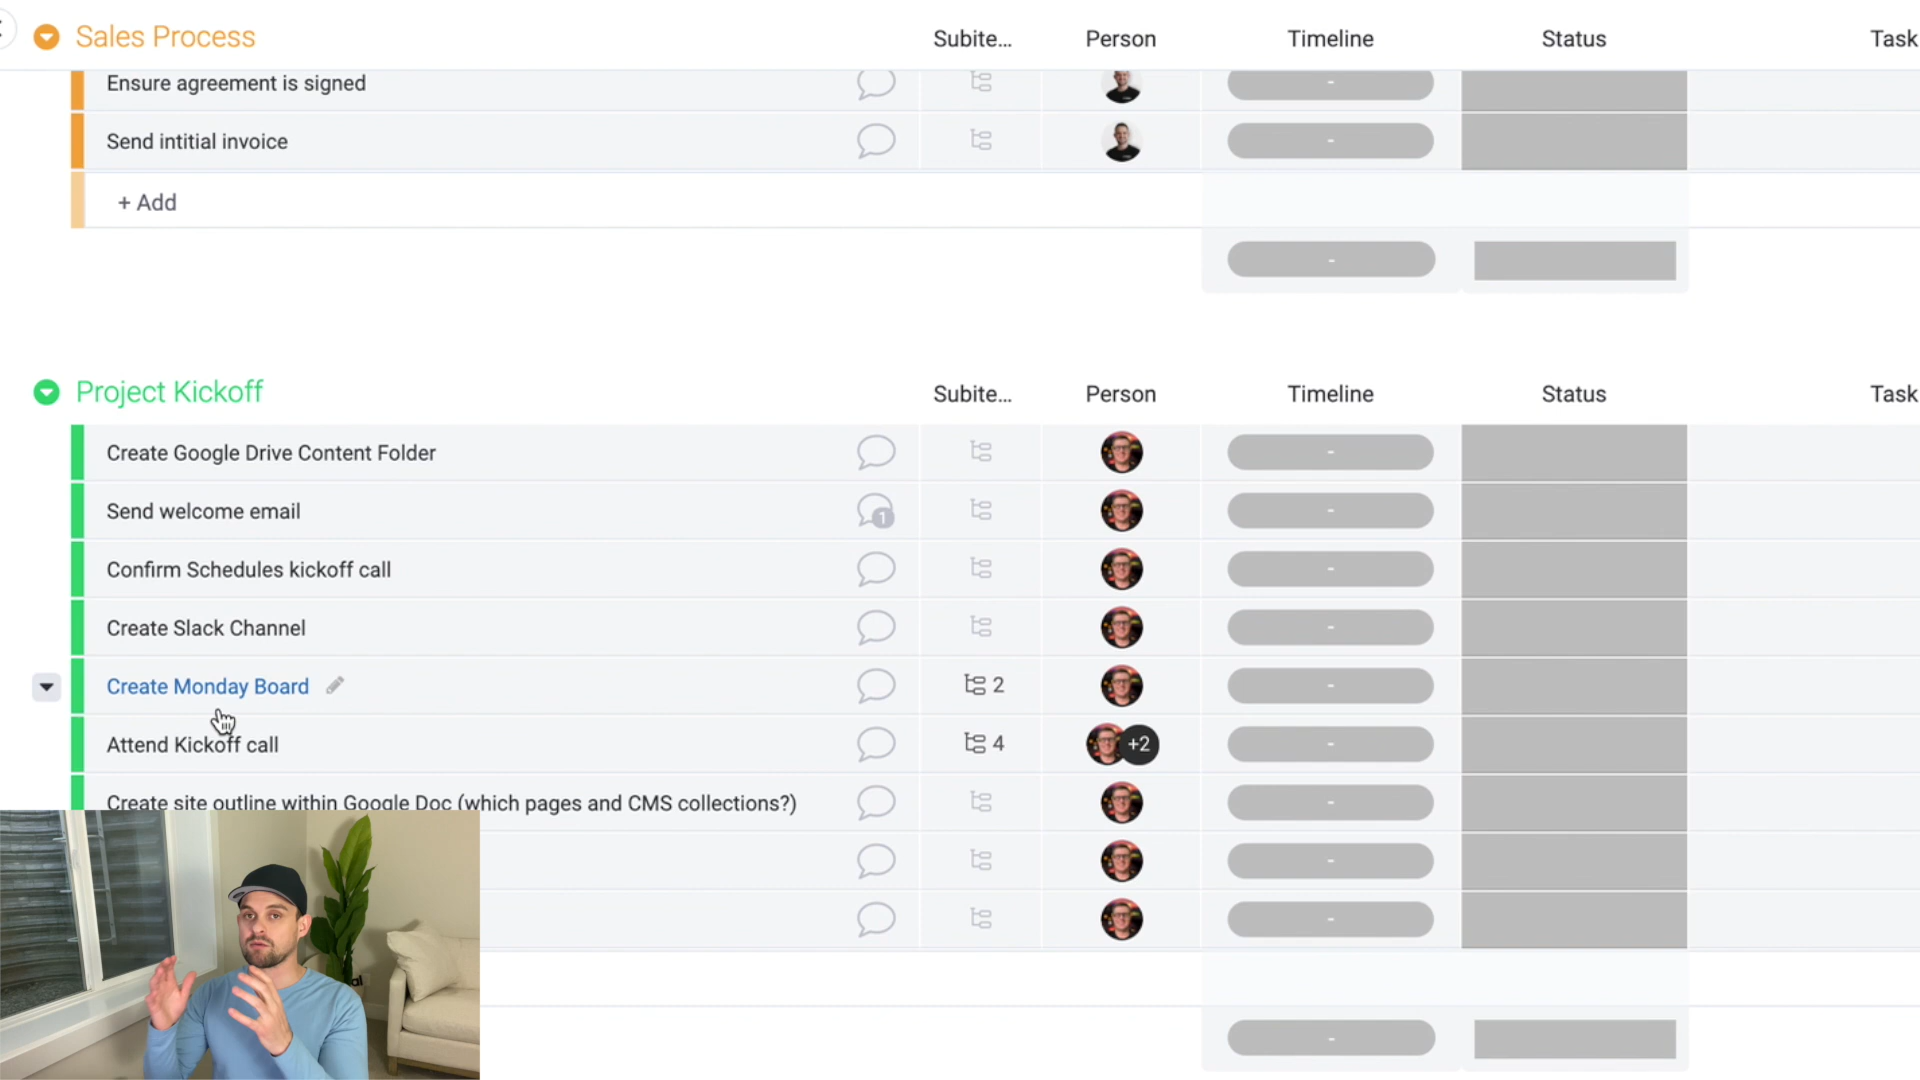 Sales Process Subite... Person Timeline Status Task
Ensure agreement is signed -
Send intitial invoice -
+ Add
-
Project Kickoff Subite... Person Timeline Status Task
Create Google Drive Content Folder -
Send welcome email 1 -
Confirm Schedules kickoff call -
Create Slack Channel -
Create Monday Board 2 -
Attend Kickoff call 4 +2 -
Create site outline within Google Doc (which pages and CMS collections?) -
-
-
-
al